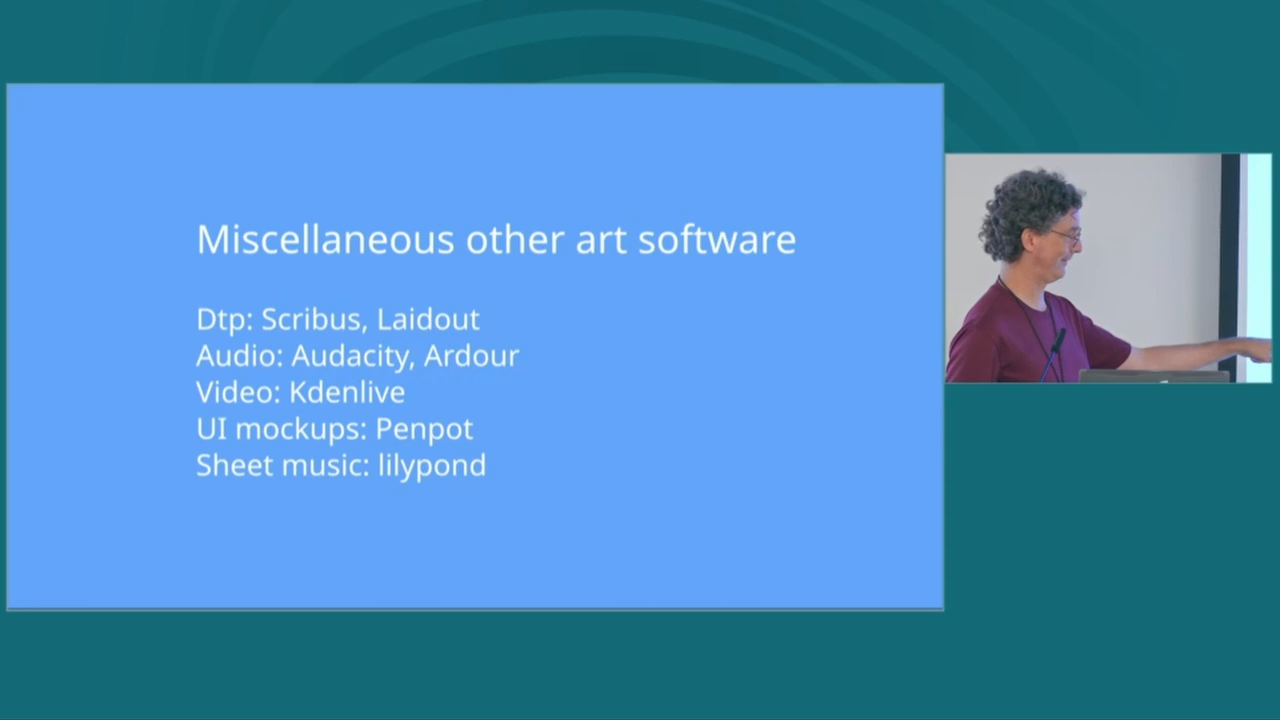 Miscellaneous other art software
Dtp: Scribus, Laidout
Audio: Audacity, Ardour
Video: Kdenlive
UI mockups: Penpot
Sheet music: lilypond